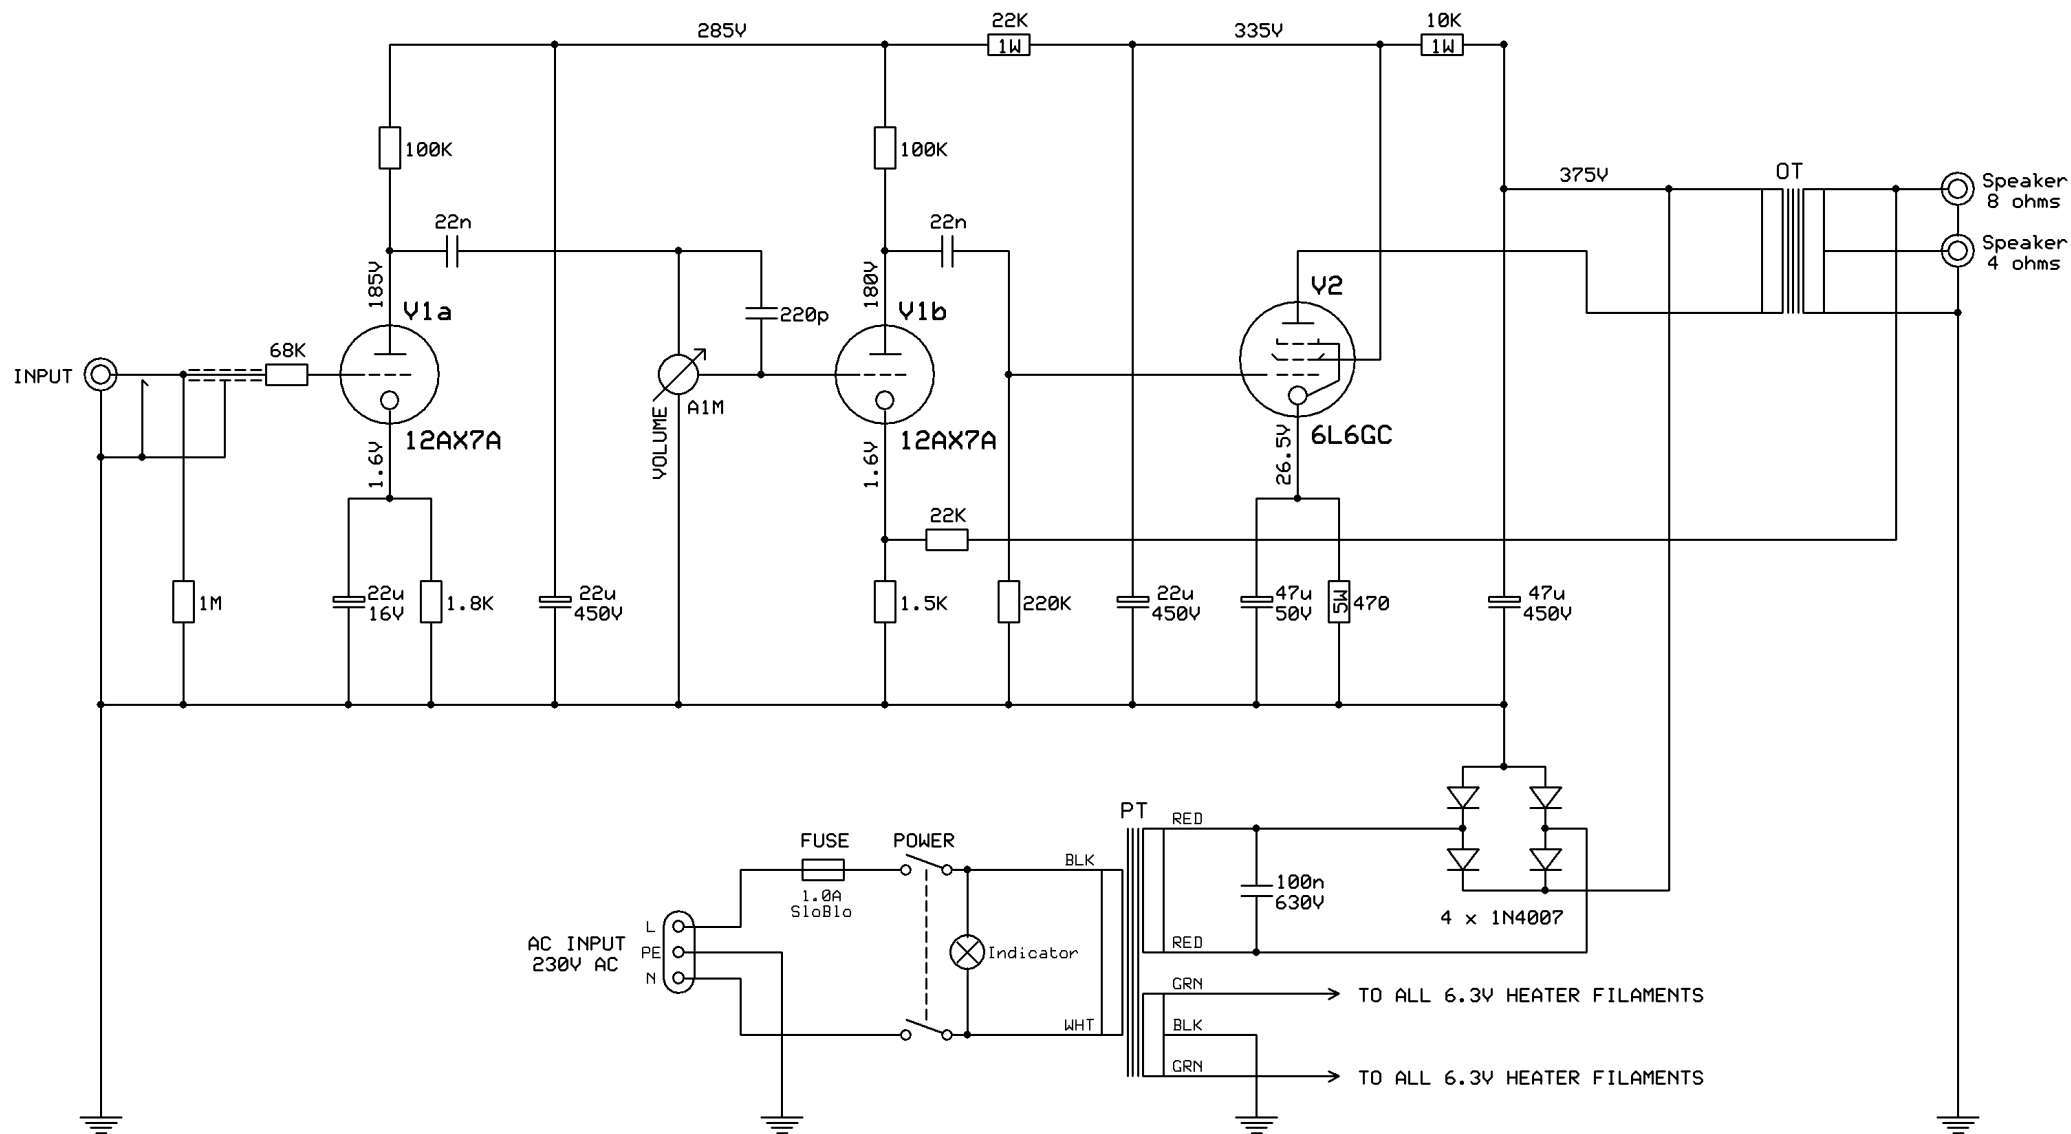 22K
10K
285V
1W
335V
1W
100K
100K
375V
OT
Speaker
8 ohms
22n
22n
Speaker
4 ohms
185V
180V
V1a
220p
V1b
V2
68K
INPUT
A1M
VOLUME
12AX7A
12AX7A
6L6GC
1.6V
1.6V
26.5V
22K
1M
22u
16V
1.8K
22u
450V
1.5K
220K
22u
450V
47u
50V
5W
470
47u
450V
PT
RED
FUSE
POWER
BLK
1.0A
SloBlo
100n
630V
4 x 1N4007
L
AC INPUT
230V AC
PE
N
Indicator
RED
GRN
TO ALL 6.3V HEATER FILAMENTS
WHT
BLK
GRN
TO ALL 6.3V HEATER FILAMENTS